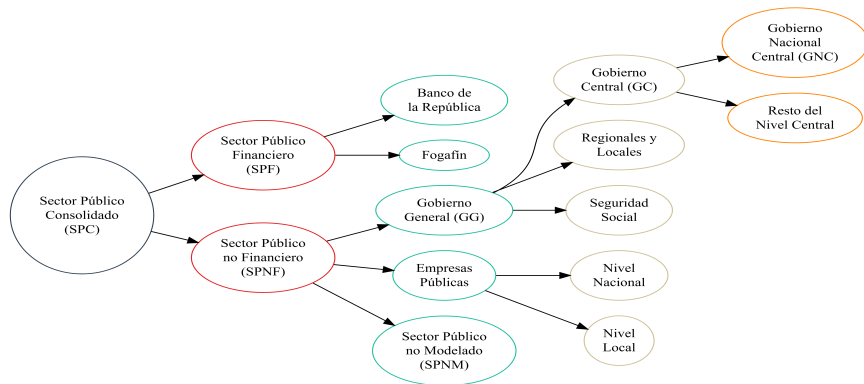 Sector Público
Consolidado
(SPC)
Sector Público
Financiero
(SPF)
Sector Público
no Financiero
(SPNF)
Banco de
la República
Fogafín
Gobierno
General (GG)
Empresas
Públicas
Sector Público
no Modelado
(SPNM)
Gobierno
Central (GC)
Regionales y
Locales
Seguridad
Social
Nivel
Nacional
Nivel
Local
Gobierno
Nacional
Central (GNC)
Resto del
Nivel Central